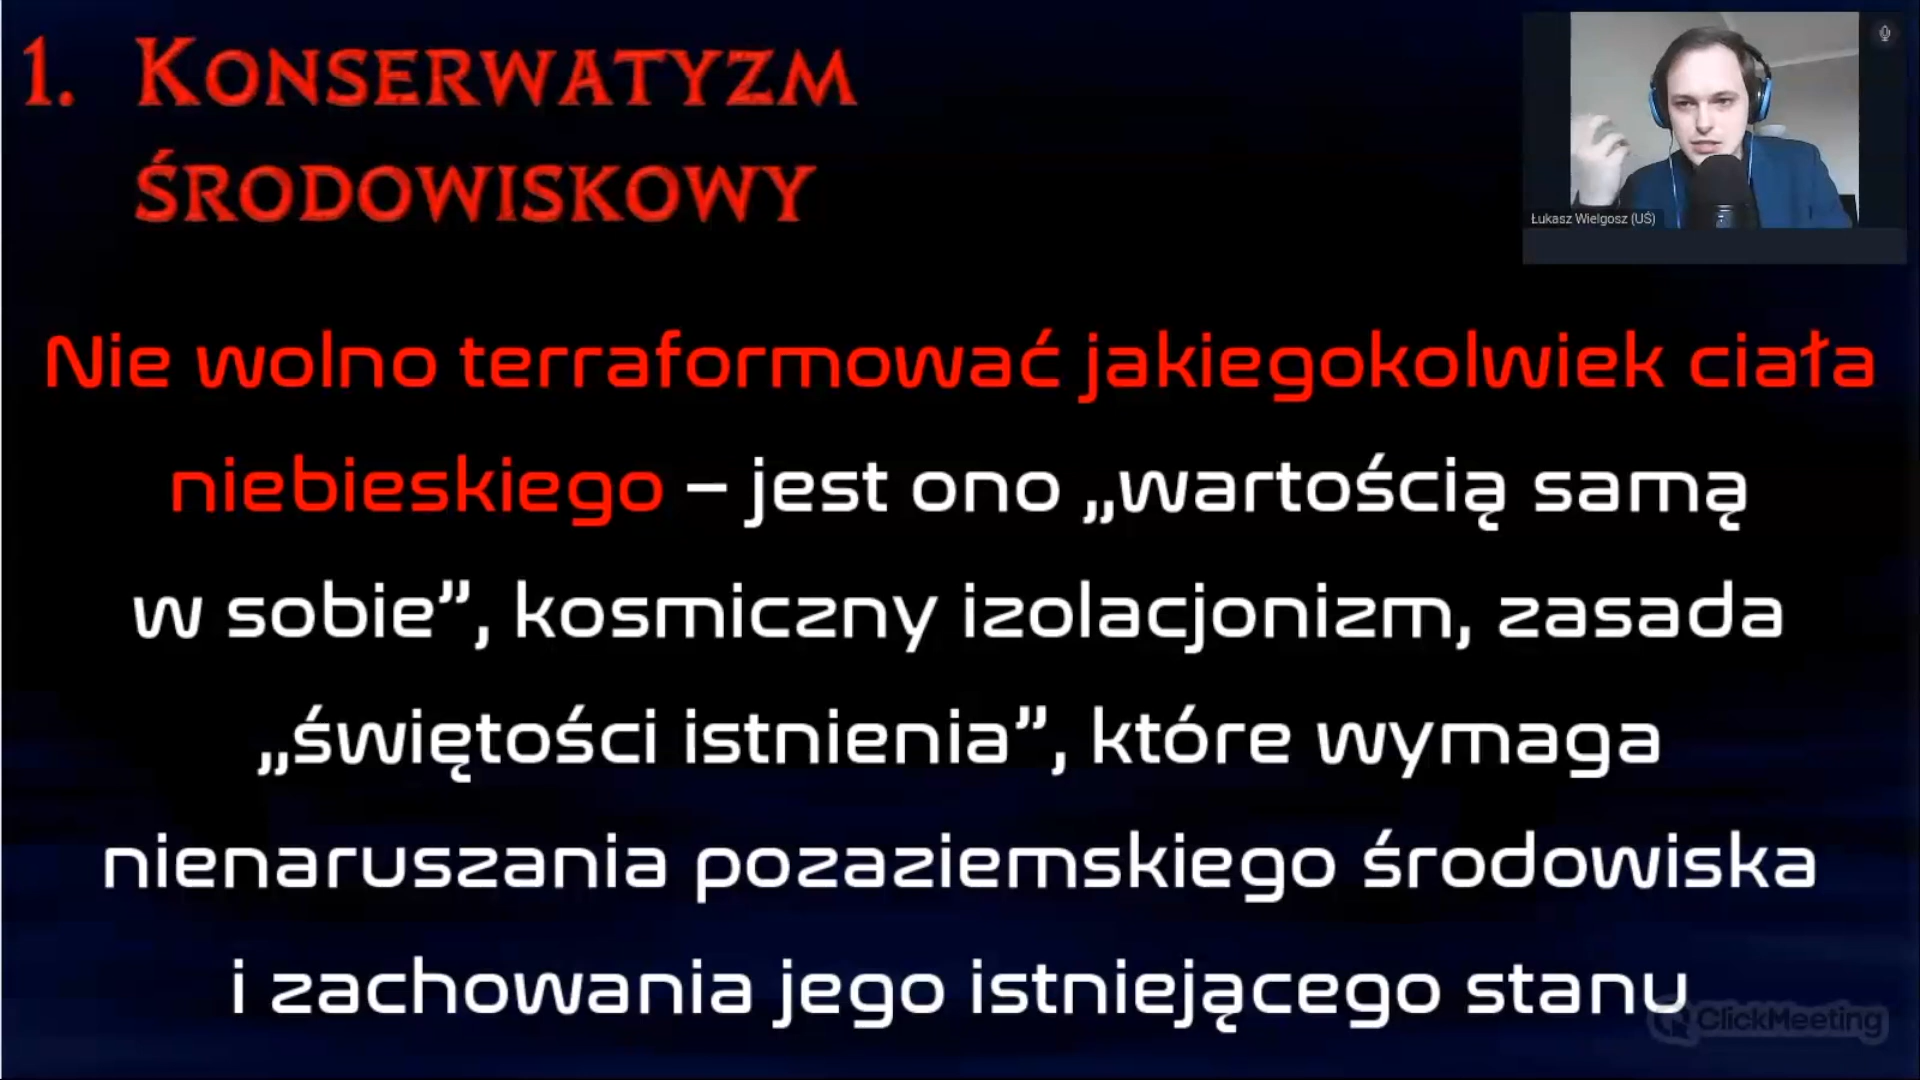 1. KONSERWATYZM
ŚRODOWISKOWY
Łukasz Wielgosz (UŚ)
Nie wolno terraformować jakiegokolwiek ciała
niebieskiego – jest ono „wartością samą
w sobie”, kosmiczny izolacjonizm, zasada
„świętości istnienia”, które wymaga
nienaruszania pozaziemskiego środowiska
i zachowania jego istniejącego stanu
ClickMeeting